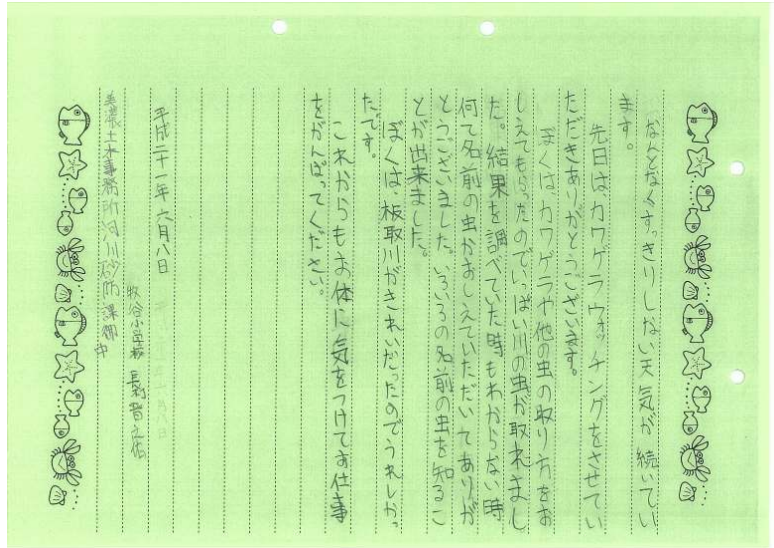 なんとなくすっきりしない天気が続いてい
ます。
先日は、カワゲラウォッチングをさせてい
ただきありがとうございます。
ぼくは、カワゲラや他の虫の取り方をお
しえてもらったのでいっぱい川の虫が取れまし
た。結果を調べていた時もわからない時
何て名前の虫かおしえていただいてありが
とうございました。いろいろの名前の虫を知るこ
とが出来ました。
ぼくは、板取川がきれいだったのでうれしかっ
たです。
これからもお体に気をつけてお仕事
をがんばってください。
平成二十一年六月八日
牧谷小学校
美濃土木事務所河川砂防課御中